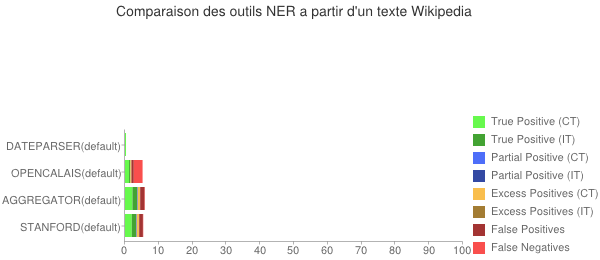 Comparaison des outils NER a partir d'un texte Wikipedia
DATEPARSER(default)
OPENCALAIS(default)
AGGREGATOR(default)
STANFORD(default)
0 10 20 30 40 50 60 70 80 90 100
True Positive (CT)
True Positive (IT)
Partial Positive (CT)
Partial Positive (IT)
Excess Positives (CT)
Excess Positives (IT)
False Positives
False Negatives